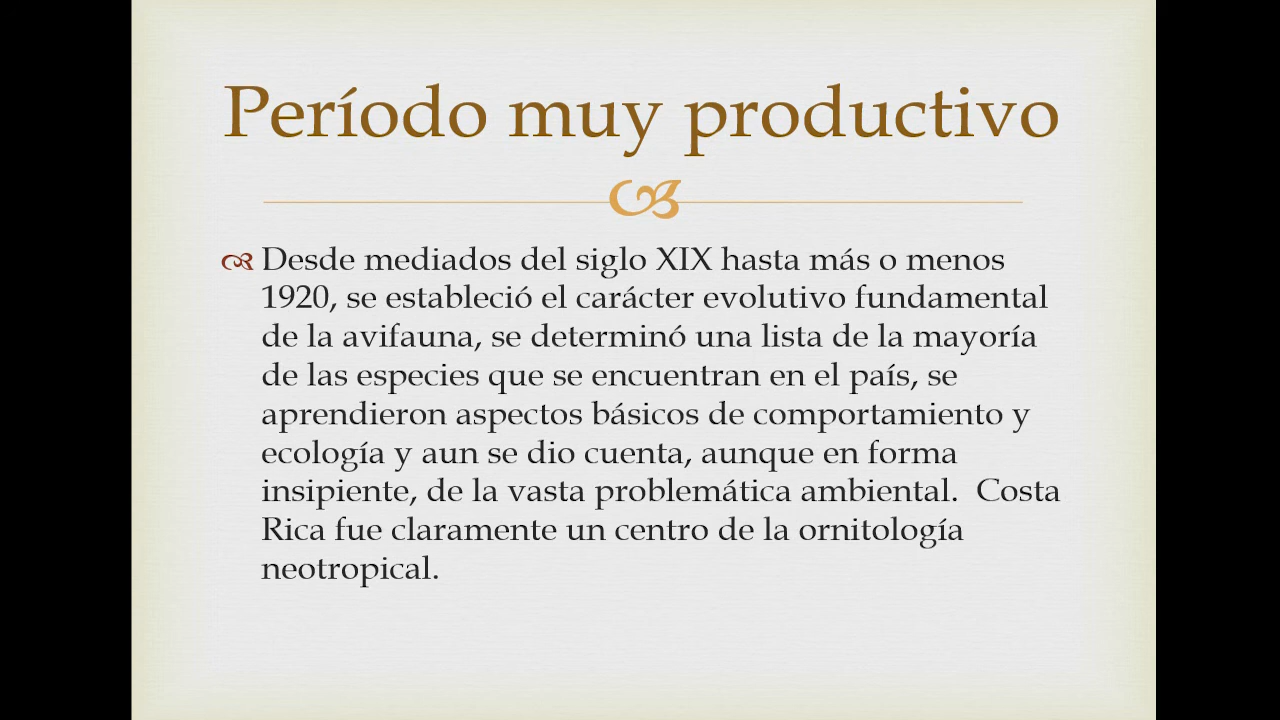 Período muy productivo
Desde mediados del siglo XIX hasta más o menos
1920, se estableció el carácter evolutivo fundamental
de la avifauna, se determinó una lista de la mayoría
de las especies que se encuentran en el país, se
aprendieron aspectos básicos de comportamiento y
ecología y aun se dio cuenta, aunque en forma
insipiente, de la vasta problemática ambiental.  Costa
Rica fue claramente un centro de la ornitología
neotropical.